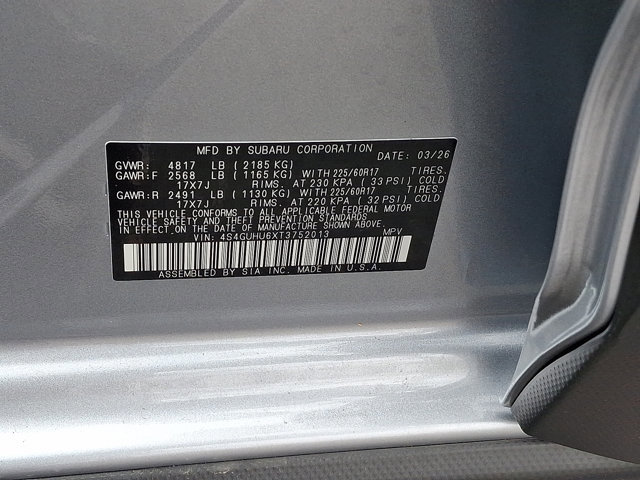 MFD BY SUBARU CORPORATION DATE: 03/26
GVWR: 4817 LB ( 2185 KG)
GAWR:F 2568 LB ( 1165 KG) WITH 225/60R17 TIRES.
17X7J RIMS. AT 230 KPA ( 33 PSI) COLD
GAWR:R 2491 LB ( 1130 KG) WITH 225/60R17 TIRES.
17X7J RIMS. AT 220 KPA ( 32 PSI) COLD
THIS VEHICLE CONFORMS TO ALL APPLICABLE FEDERAL MOTOR
VEHICLE SAFETY AND THEFT PREVENTION STANDARDS
IN EFFECT ON THE DATE OF MANUFACTURE SHOWN ABOVE.
VIN: 4S4GUHU6XT3752013 MPV
ASSEMBLED BY SIA INC. MADE IN U.S.A.